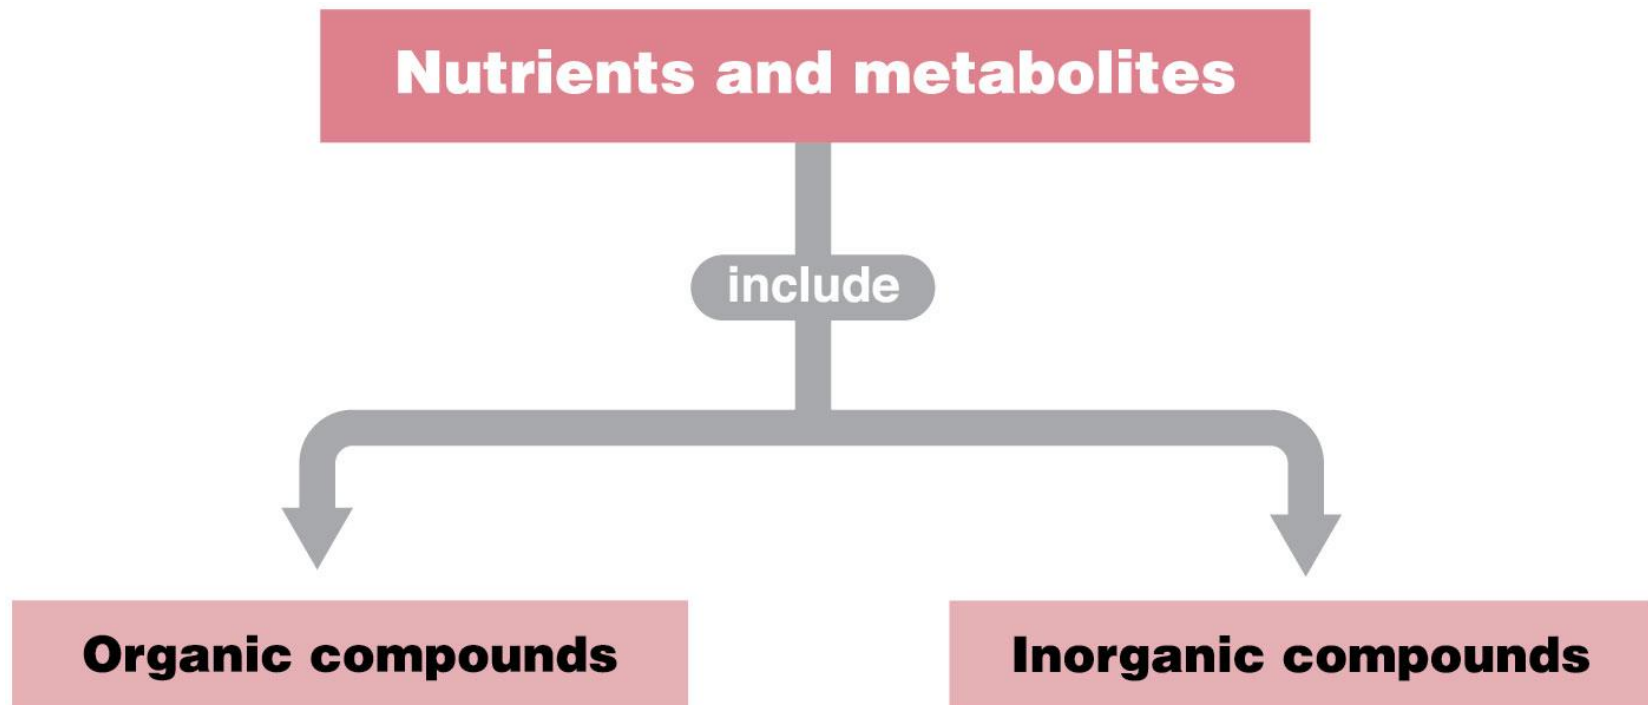 Nutrients and metabolites
include
Organic compounds
Inorganic compounds